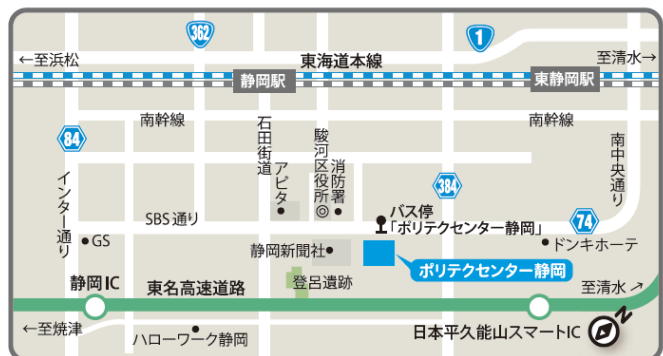 362
1
←至浜松
東海道本線
至清水→
静岡駅
東静岡駅
84
南幹線
南幹線
石田街道
アピタ
駿河区役所
消防署
南中央通り
インター通り
384
SBS通り
バス停
「ポリテクセンター静岡」
74
GS
静岡新聞社
ドンキホーテ
ポリテクセンター静岡
静岡IC
東名高速道路
登呂遺跡
至清水↗
←至焼津
ハローワーク静岡
日本平久能山スマートIC
N